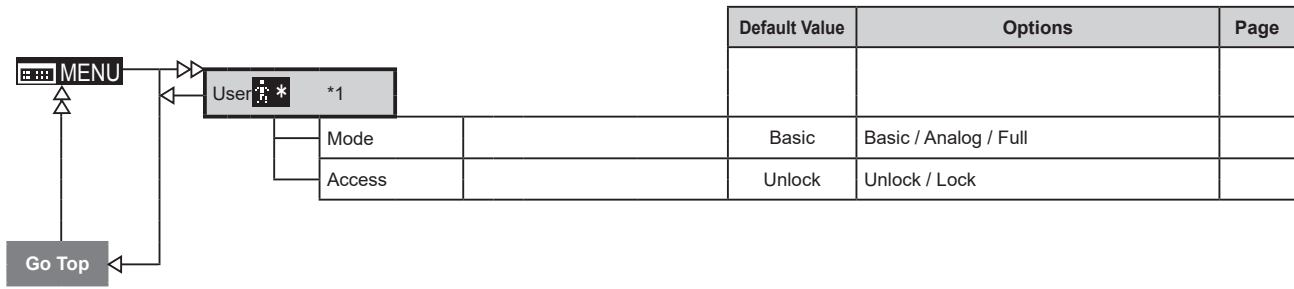 Default Value Options Page
MENU
User * *1
Mode Basic Basic / Analog / Full
Access Unlock Unlock / Lock
Go Top